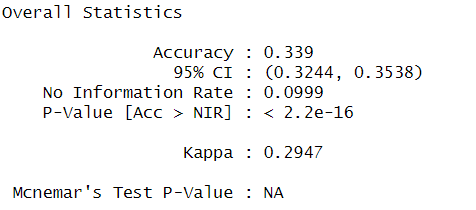 Overall Statistics
Accuracy : 0.339
95% CI : (0.3244, 0.3538)
No Information Rate : 0.0999
P-Value [Acc > NIR] : < 2.2e-16
Kappa : 0.2947
Mcnemar's Test P-Value : NA